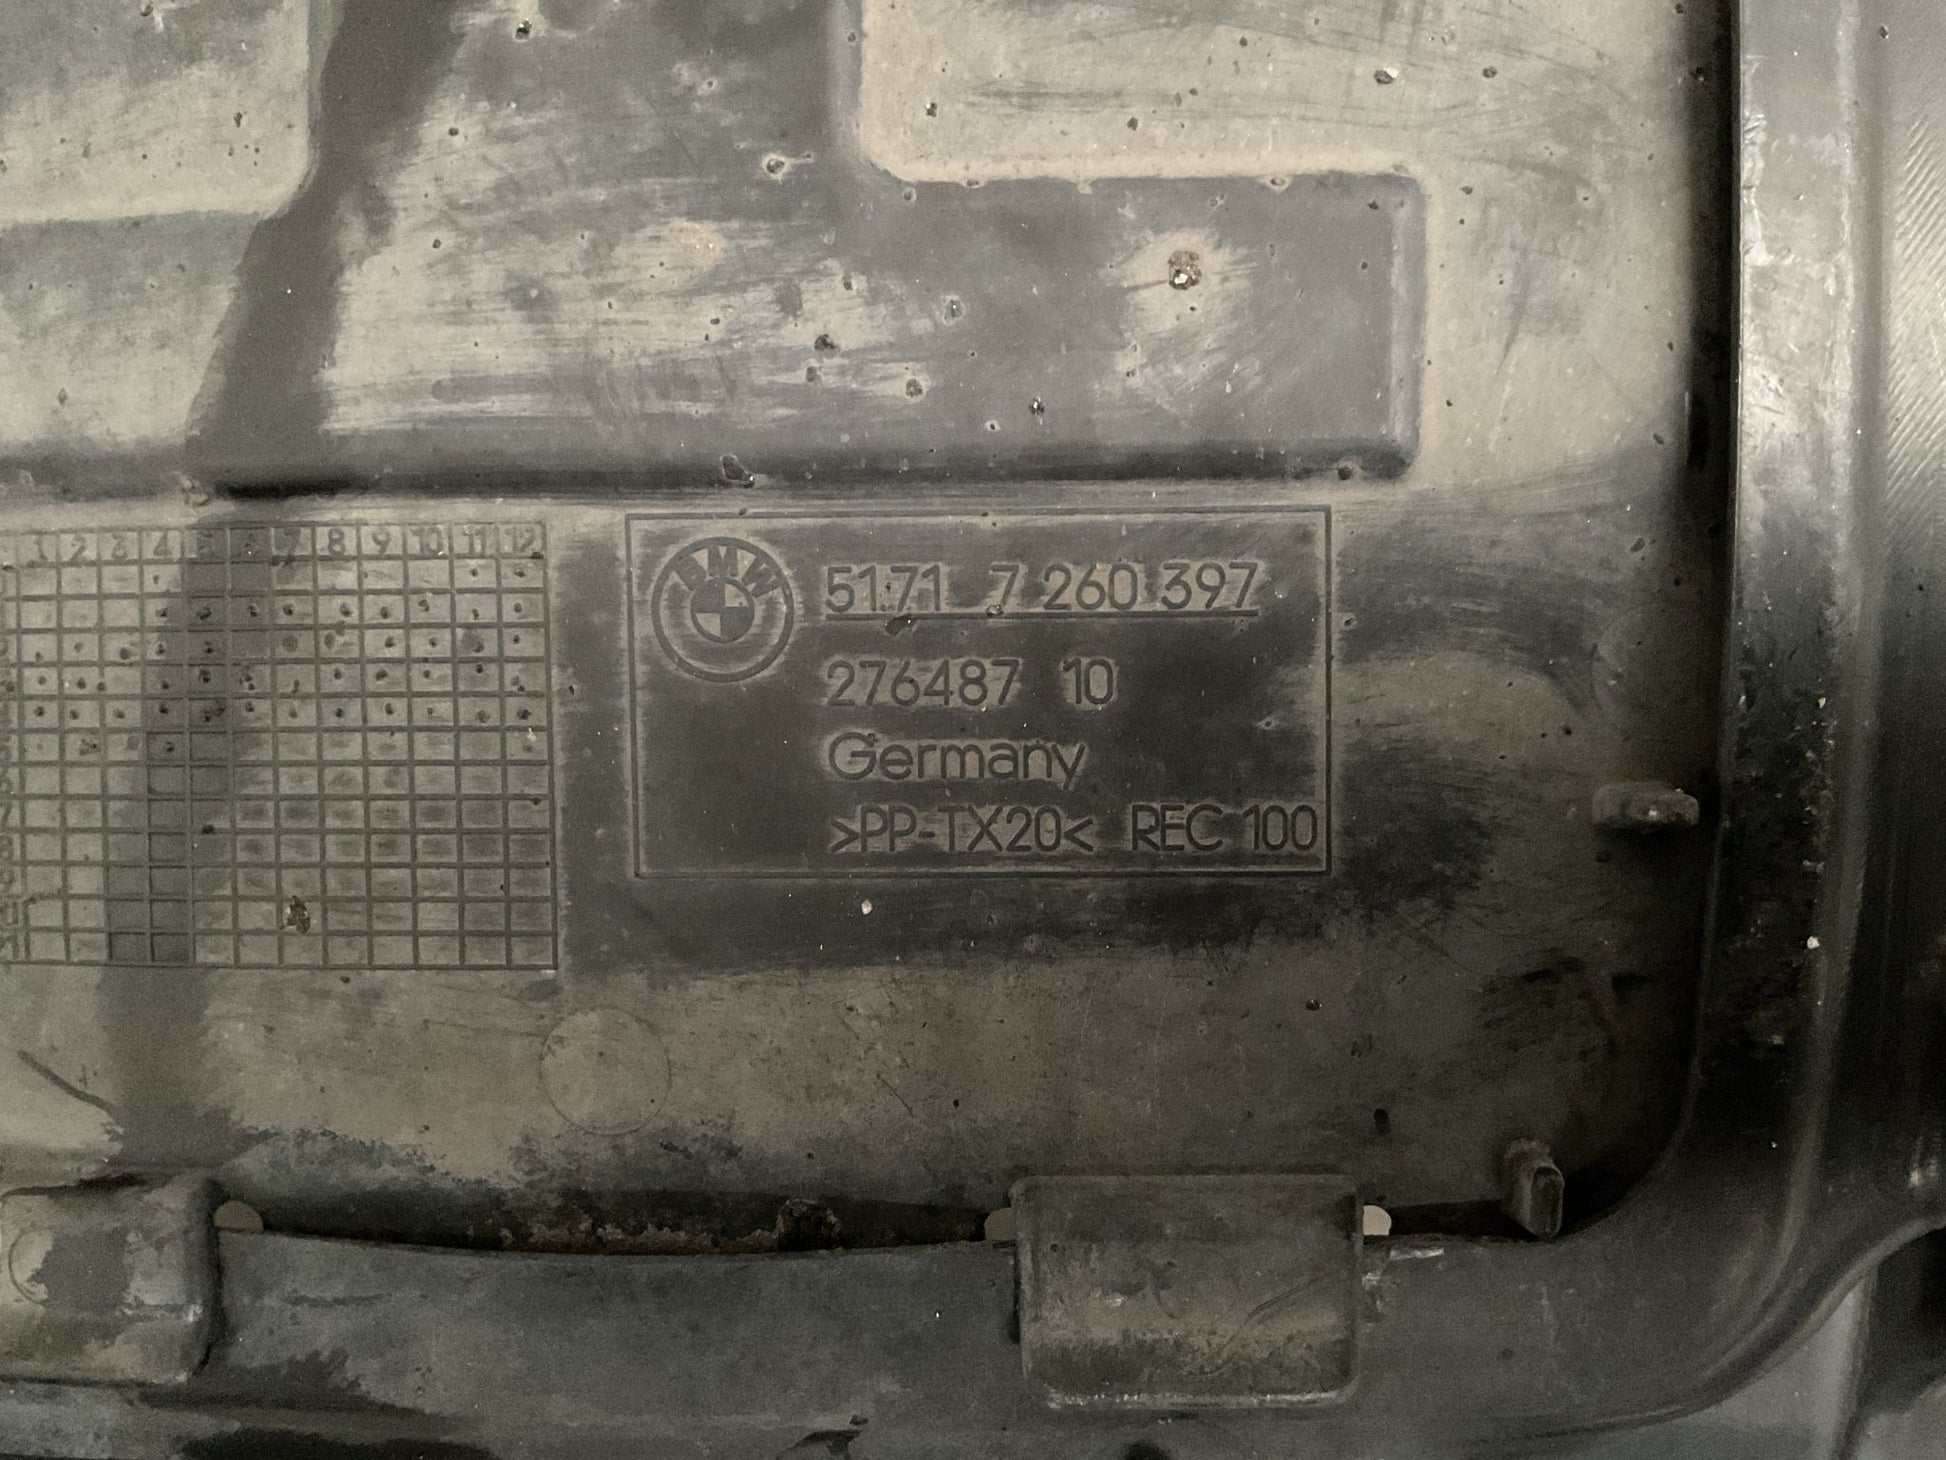 1 2 3 4 5 6 7 8 9 10 11 12
BMW
51.71 7 260 397
276487 10
Germany
>PP-TX20< REC 100